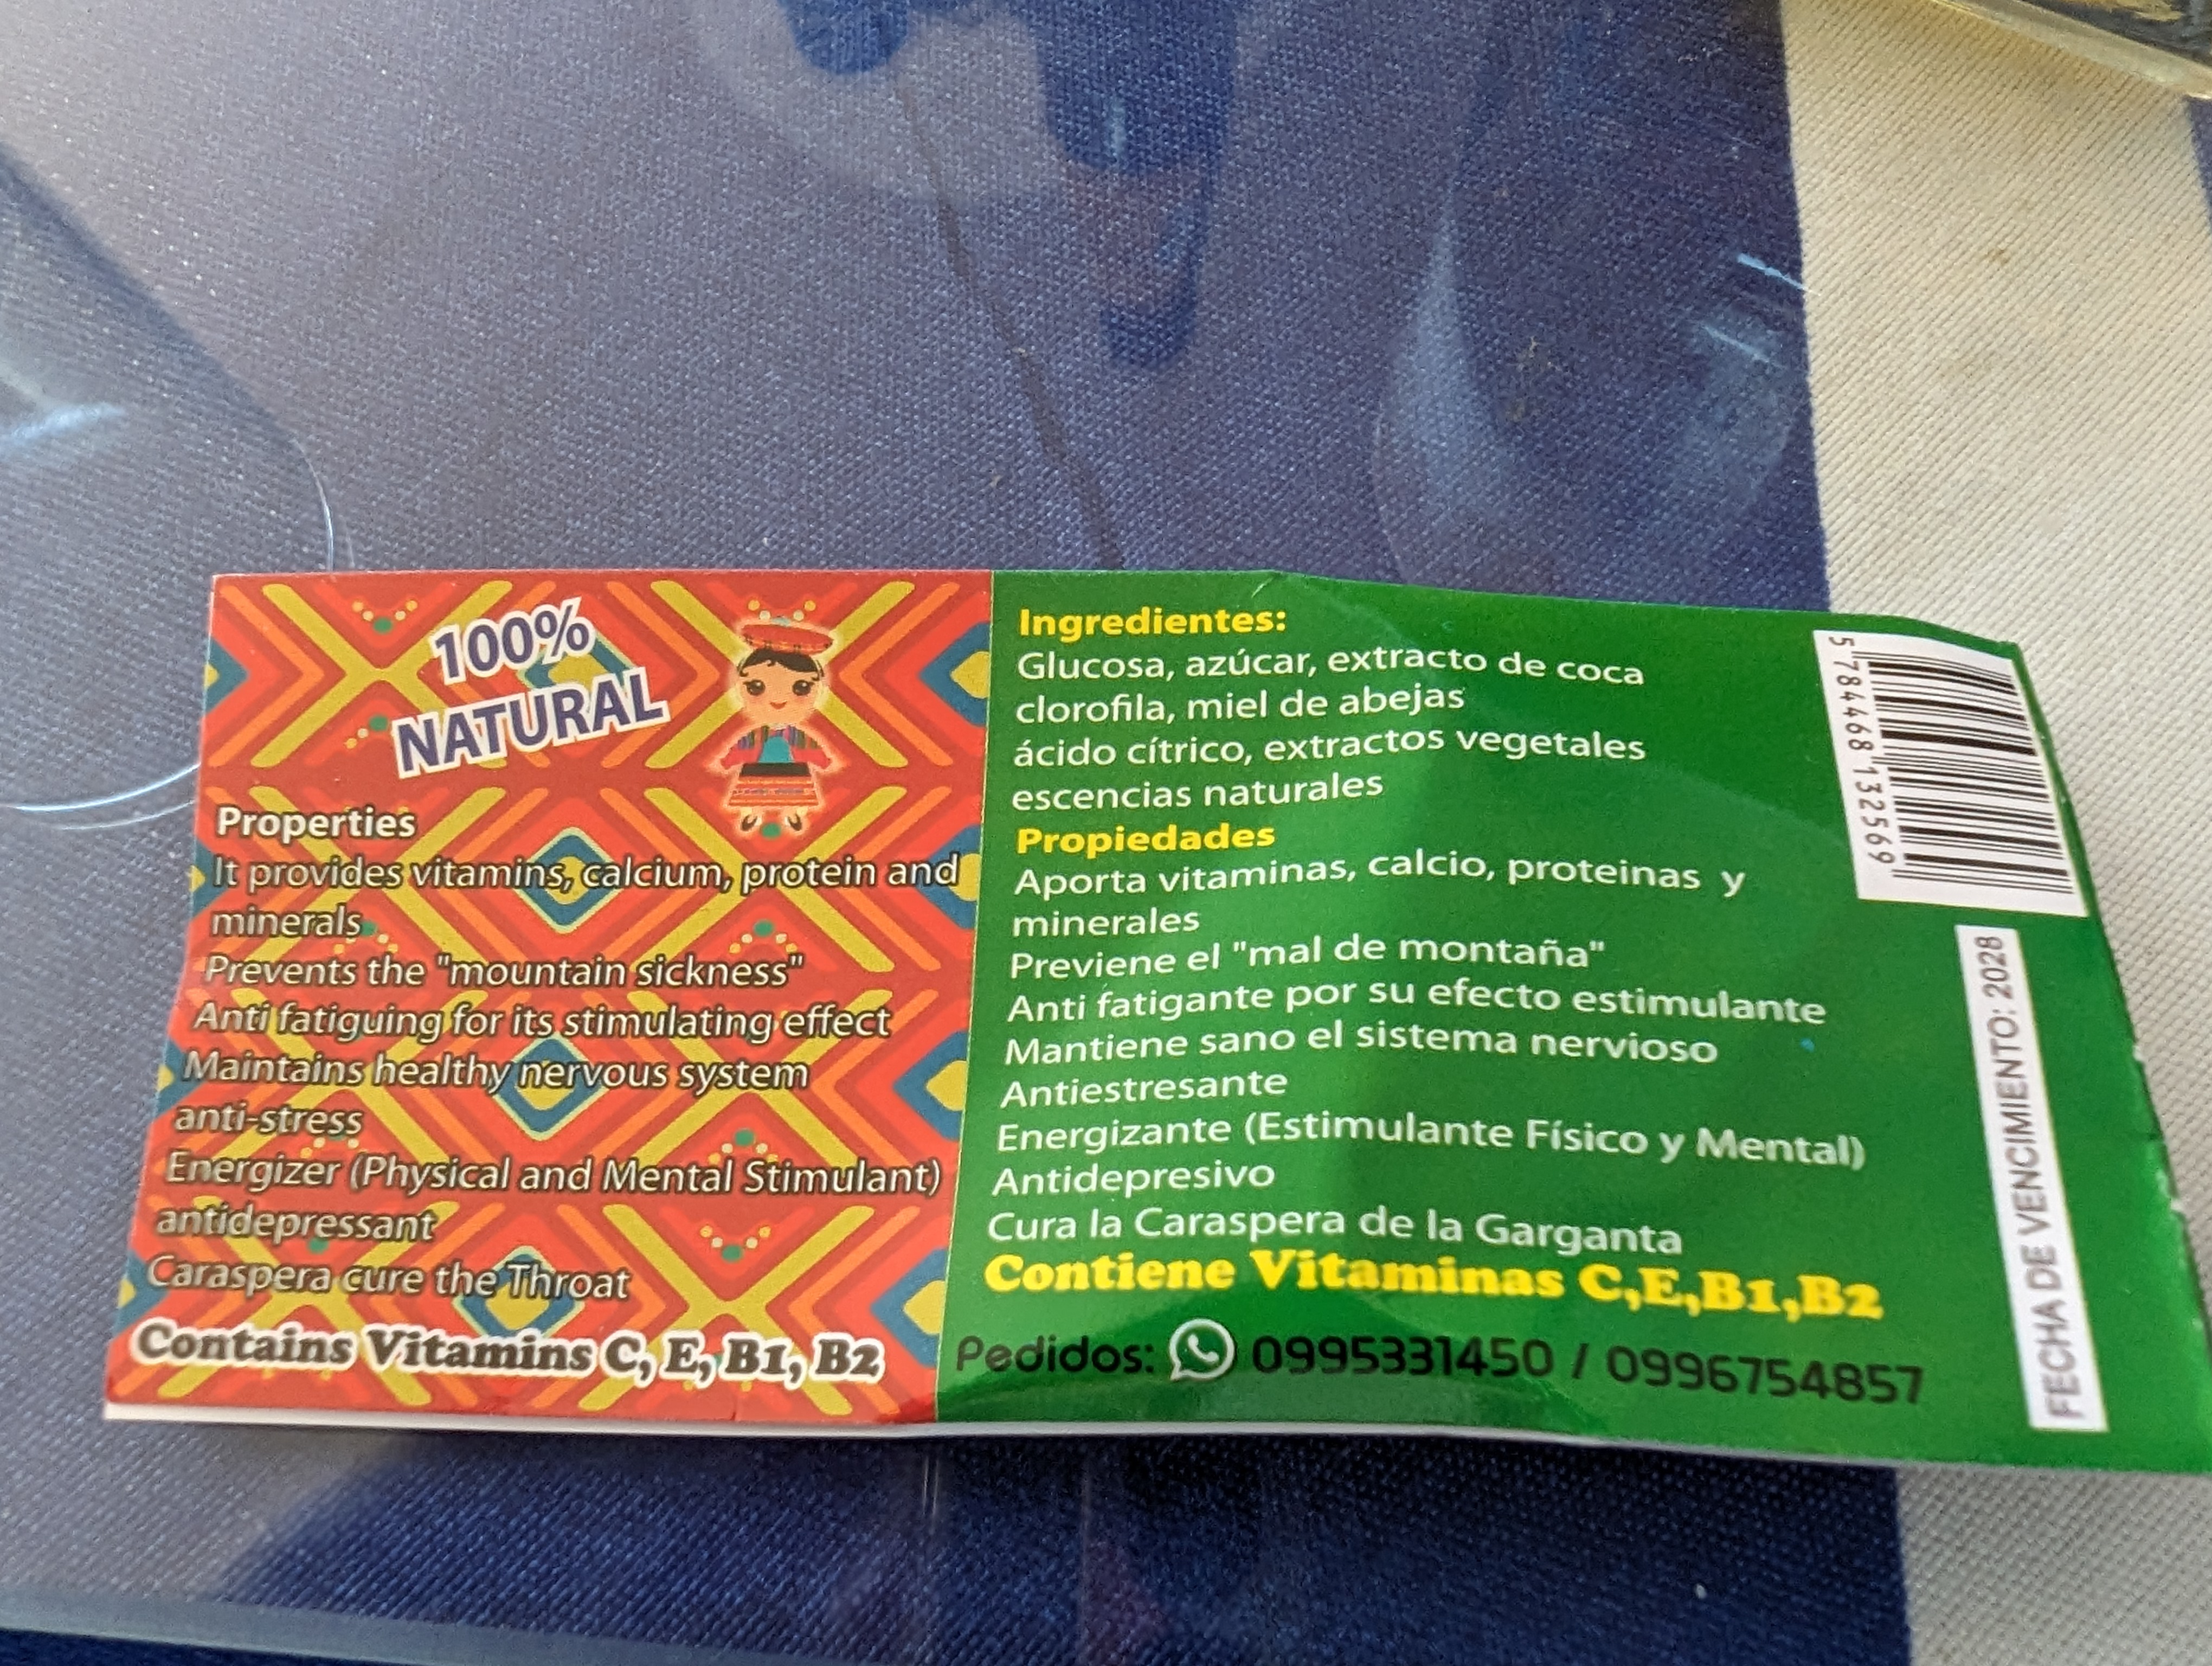 100%
NATURAL
Properties
It provides vitamins, calcium, protein and
minerals
Prevents the "mountain sickness"
Anti fatiguing for its stimulating effect
Maintains healthy nervous system
anti-stress
Energizer (Physical and Mental Stimulant)
antidepressant
Caraspera cure the Throat
Contains Vitamins C, E, B1, B2
Ingredientes:
Glucosa, azúcar, extracto de coca
clorofila, miel de abejas
ácido cítrico, extractos vegetales
escencias naturales
Propiedades
Aporta vitaminas, calcio, proteinas y
minerales
Previene el "mal de montaña"
Anti fatigante por su efecto estimulante
Mantiene sano el sistema nervioso
Antiestresante
Energizante (Estimulante Físico y Mental)
Antidepresivo
Cura la Caraspera de la Garganta
Contiene Vitaminas C,E,B1,B2
Pedidos: 0995331450 / 0996754857
5 784468 132569
FECHA DE VENCIMIENTO: 2028